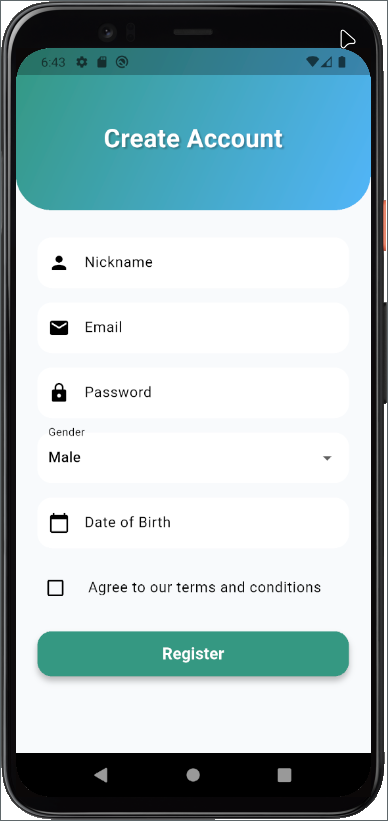 6:43
Create Account
Nickname
Email
Password
Gender
Male
Date of Birth
Agree to our terms and conditions
Register